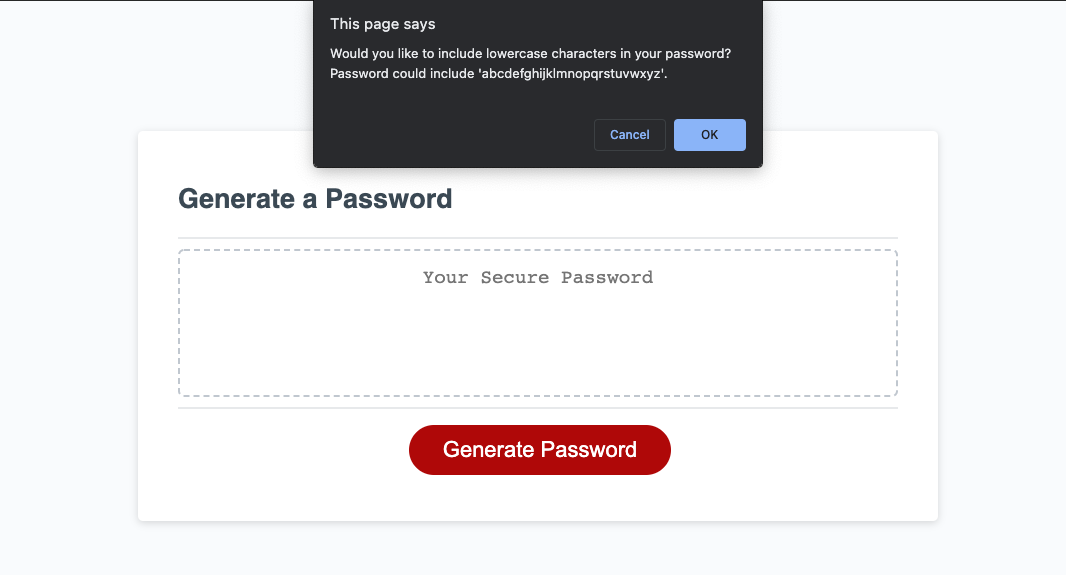 This page says
Would you like to include lowercase characters in your password?
Password could include 'abcdefghijklmnopqrstuvwxyz'.
Cancel
OK
Generate a Password
Your Secure Password
Generate Password